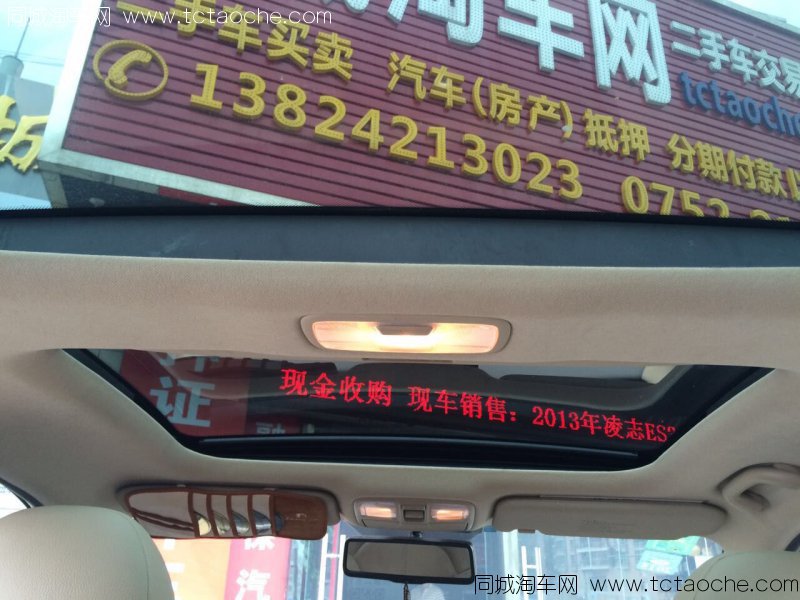 同城淘车网 www.tctaoche.com
淘车网
二手车交易
tctaoche
二手车买卖 汽车(房产)抵押 分期付款
13824213023 0752
证
现金收购 现车销售：2013年凌志ES
汽
同城淘车网 www.tctaoche.com